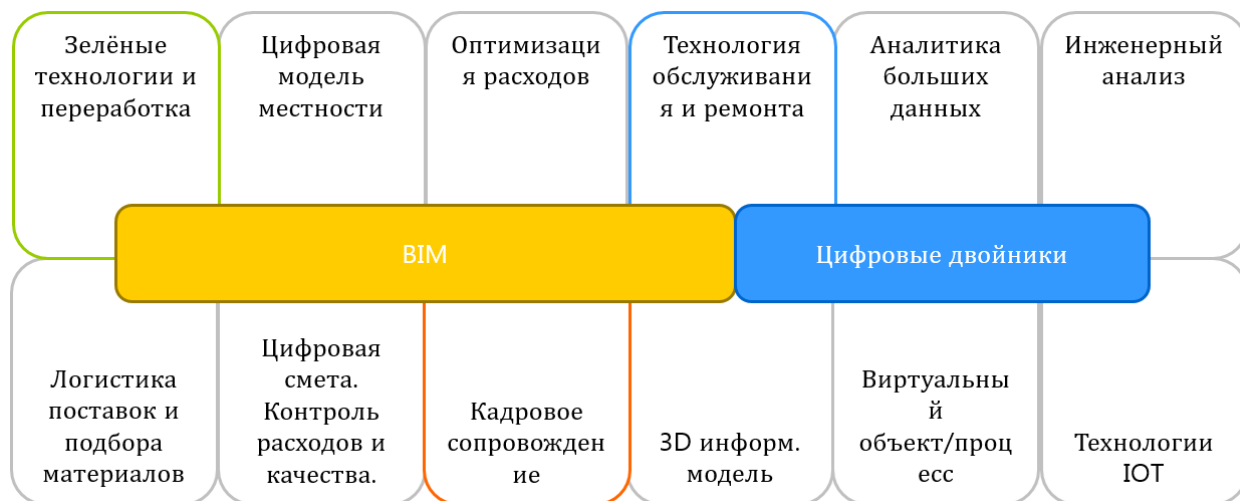 Зелёные
технологии и
переработка
Цифровая
модель
местности
Оптимизаци
я расходов
Технология
обслуживани
я и ремонта
Аналитика
больших
данных
Инженерный
анализ
BIM
Цифровые двойники
Логистика
поставок и
подбора
материалов
Цифровая
смета.
Контроль
расходов и
качества.
Кадровое
сопровожден
ие
3D информ.
модель
Виртуальны
й
объект/проц
есс
Технологии
IOT